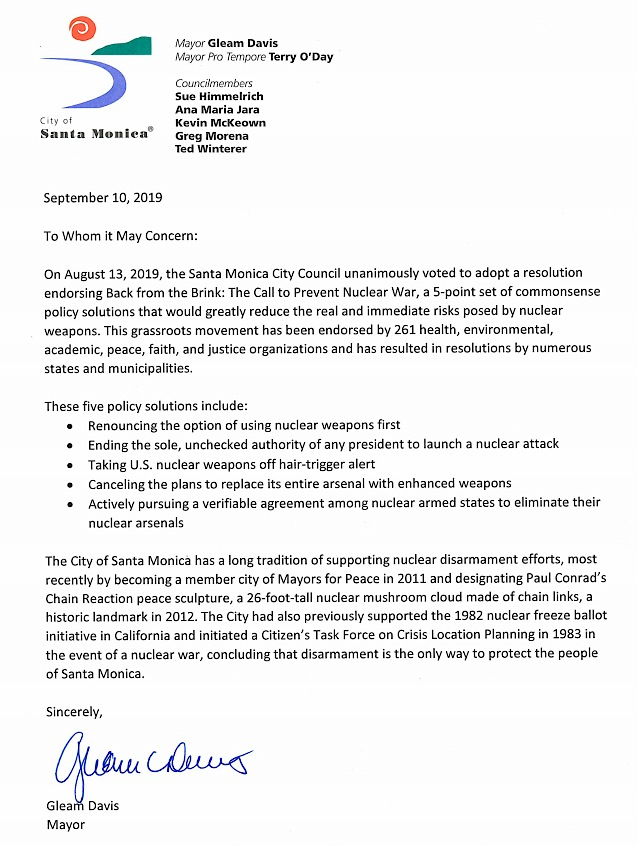 Mayor Gleam Davis
Mayor Pro Tempore Terry O'Day
Councilmembers
Sue Himmelrich
Ana Maria Jara
Kevin McKeown
Greg Morena
Ted Winterer
City of
Santa Monica®
September 10, 2019
To Whom it May Concern:
On August 13, 2019, the Santa Monica City Council unanimously voted to adopt a resolution
endorsing Back from the Brink: The Call to Prevent Nuclear War, a 5-point set of commonsense
policy solutions that would greatly reduce the real and immediate risks posed by nuclear
weapons. This grassroots movement has been endorsed by 261 health, environmental,
academic, peace, faith, and justice organizations and has resulted in resolutions by numerous
states and municipalities.
These five policy solutions include:
• Renouncing the option of using nuclear weapons first
• Ending the sole, unchecked authority of any president to launch a nuclear attack
• Taking U.S. nuclear weapons off hair-trigger alert
• Canceling the plans to replace its entire arsenal with enhanced weapons
• Actively pursuing a verifiable agreement among nuclear armed states to eliminate their
nuclear arsenals
The City of Santa Monica has a long tradition of supporting nuclear disarmament efforts, most
recently by becoming a member city of Mayors for Peace in 2011 and designating Paul Conrad's
Chain Reaction peace sculpture, a 26-foot-tall nuclear mushroom cloud made of chain links, a
historic landmark in 2012. The City had also previously supported the 1982 nuclear freeze ballot
initiative in California and initiated a Citizen's Task Force on Crisis Location Planning in 1983 in
the event of a nuclear war, concluding that disarmament is the only way to protect the people
of Santa Monica.
Sincerely,
Gleam C Davis
Gleam Davis
Mayor